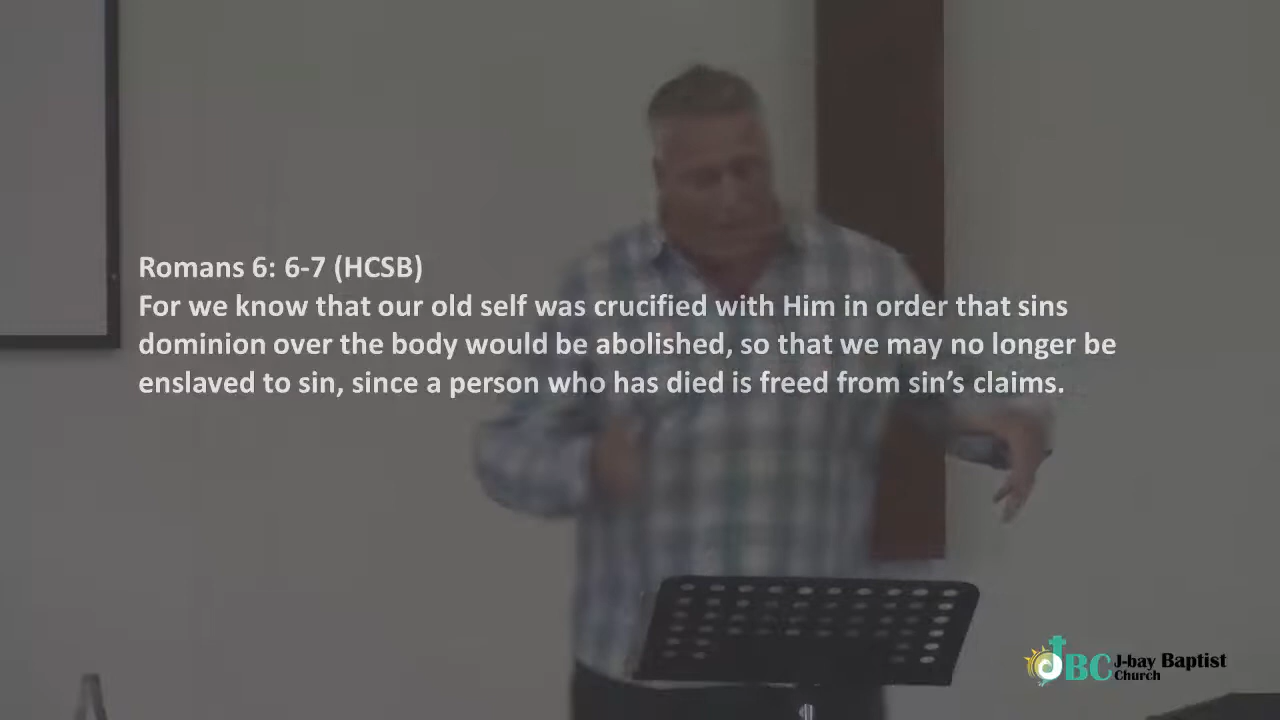 Romans 6: 6-7 (HCSB)
For we know that our old self was crucified with Him in order that sins
dominion over the body would be abolished, so that we may no longer be
enslaved to sin, since a person who has died is freed from sin’s claims.
JBC J-bay Baptist
Church